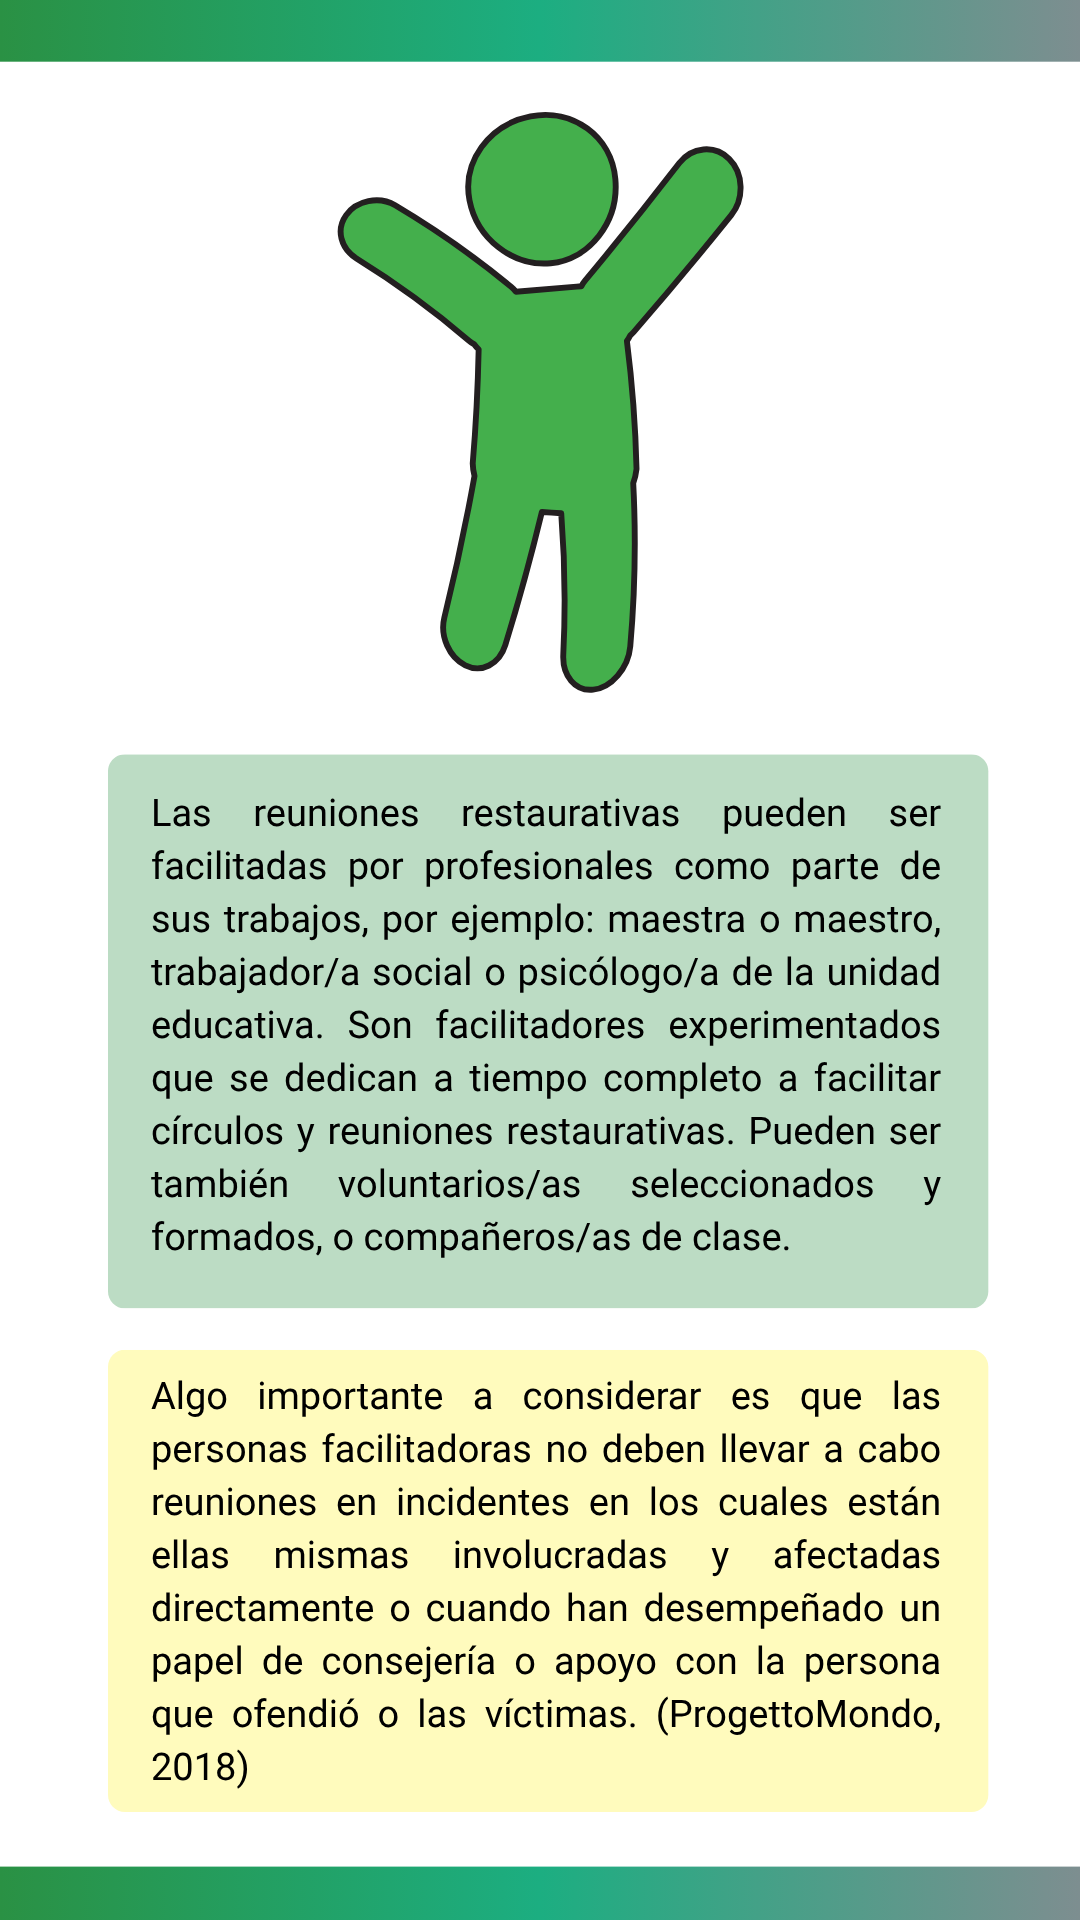 Las reuniones restaurativas pueden ser
facilitadas por profesionales como parte de
sus trabajos, por ejemplo: maestra o maestro,
trabajador/a social o psicólogo/a de la unidad
educativa. Son facilitadores experimentados
que se dedican a tiempo completo a facilitar
círculos y reuniones restaurativas. Pueden ser
también voluntarios/as seleccionados y
formados, o compañeros/as de clase.
Algo importante a considerar es que las
personas facilitadoras no deben llevar a cabo
reuniones en incidentes en los cuales están
ellas mismas involucradas y afectadas
directamente o cuando han desempeñado un
papel de consejería o apoyo con la persona
que ofendió o las víctimas. (ProgettoMondo,
2018)